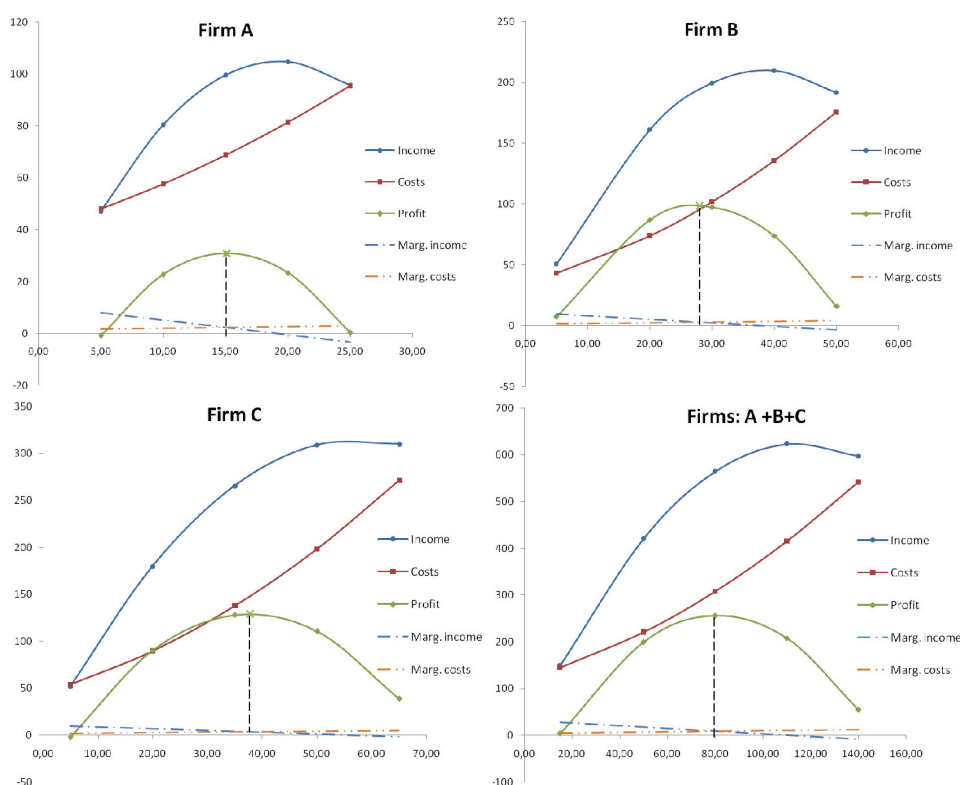 Firm A
120
100
80
60
40
20
0
-20
0,00 5,00 10,00 15,00 20,00 25,00 30,00
Income
Costs
Profit
Marg. income
Marg. costs
Firm B
250
200
150
100
50
0
-50
0,00 10,00 20,00 30,00 40,00 50,00 60,00
Income
Costs
Profit
Marg. income
Marg. costs
Firm C
350
300
250
200
150
100
50
0
-50
0,00 10,00 20,00 30,00 40,00 50,00 60,00 70,00
Income
Costs
Profit
Marg. income
Marg. costs
Firms: A +B+C
700
600
500
400
300
200
100
0
-100
0,00 20,00 40,00 60,00 80,00 100,00 120,00 140,00 160,00
Income
Costs
Profit
Marg. income
Marg. costs